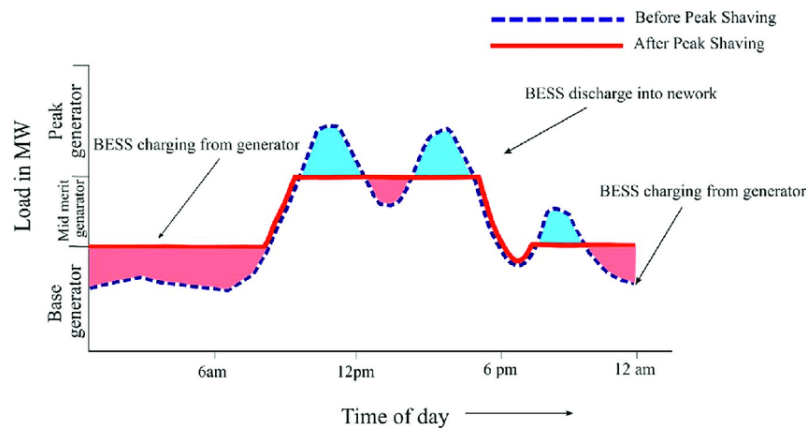 Before Peak Shaving
After Peak Shaving
Load in MW
Peak
generator
Mid merit genarator
Base
generator
BESS charging from generator
BESS discharge into nework
BESS charging from generator
6am
12pm
6 pm
12 am
Time of day